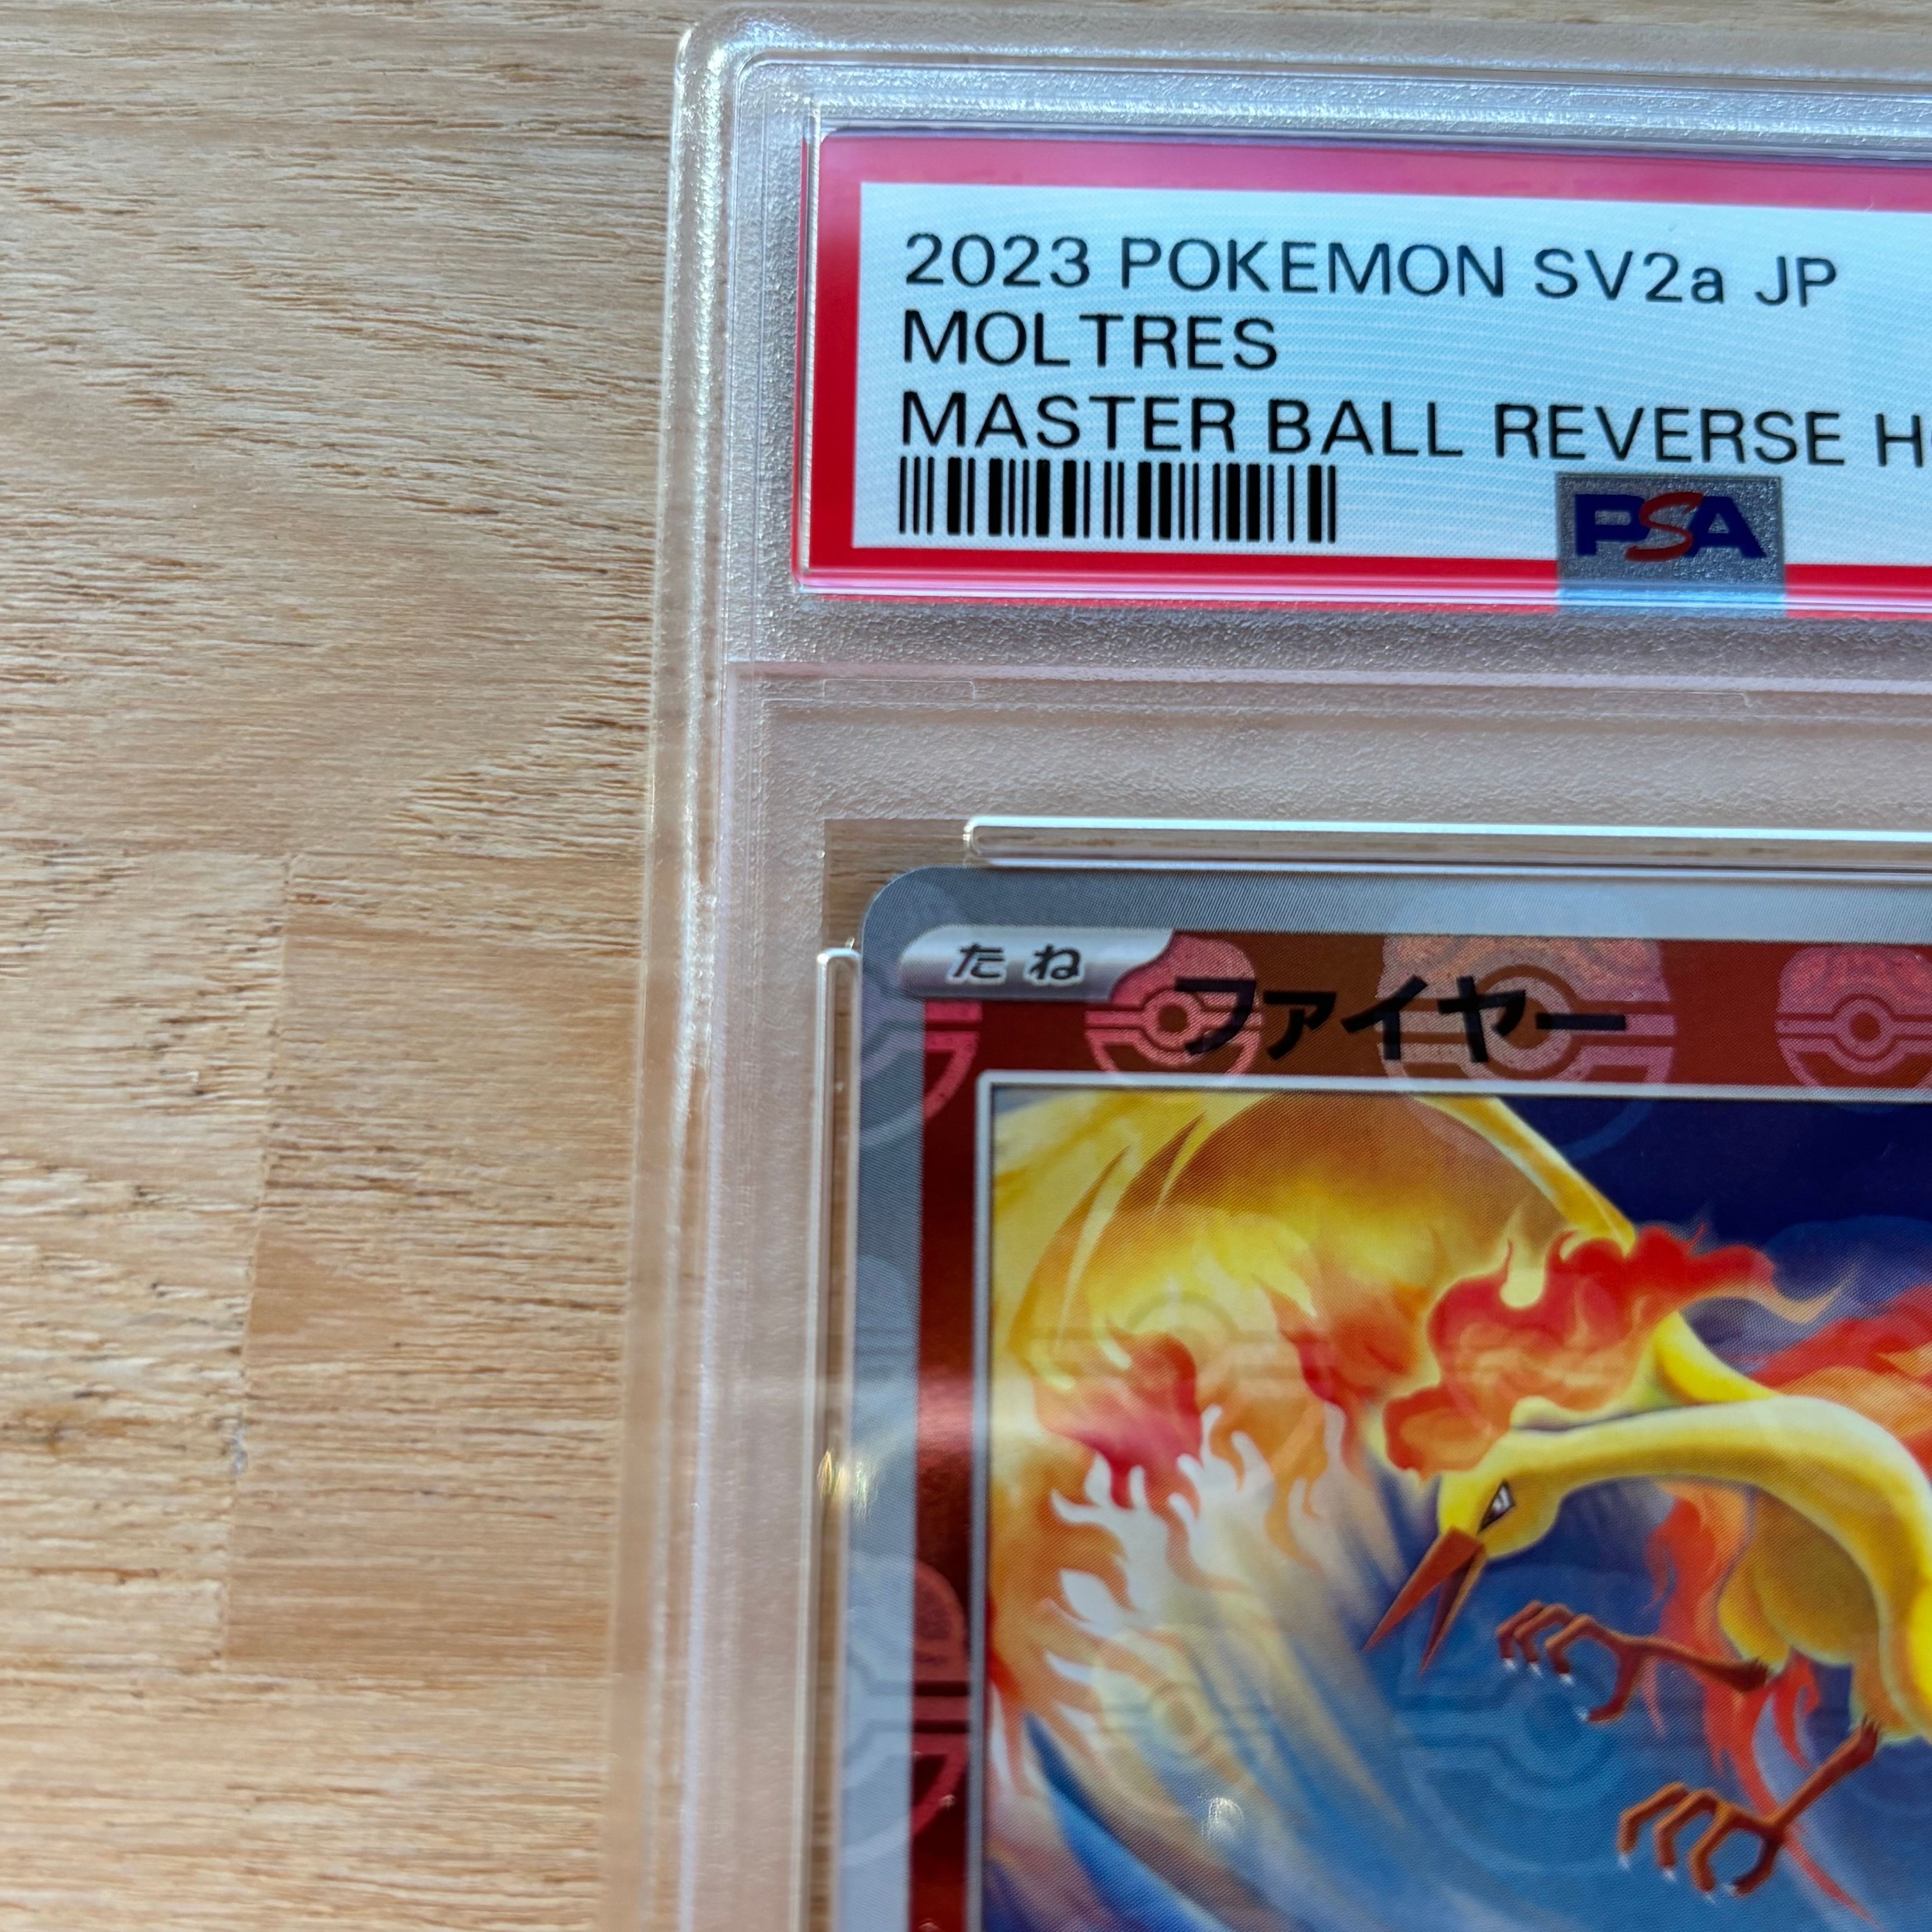 2023 POKEMON SV2a JP
MOLTRES
MASTER BALL REVERSE H
PSA
たね ファイヤー